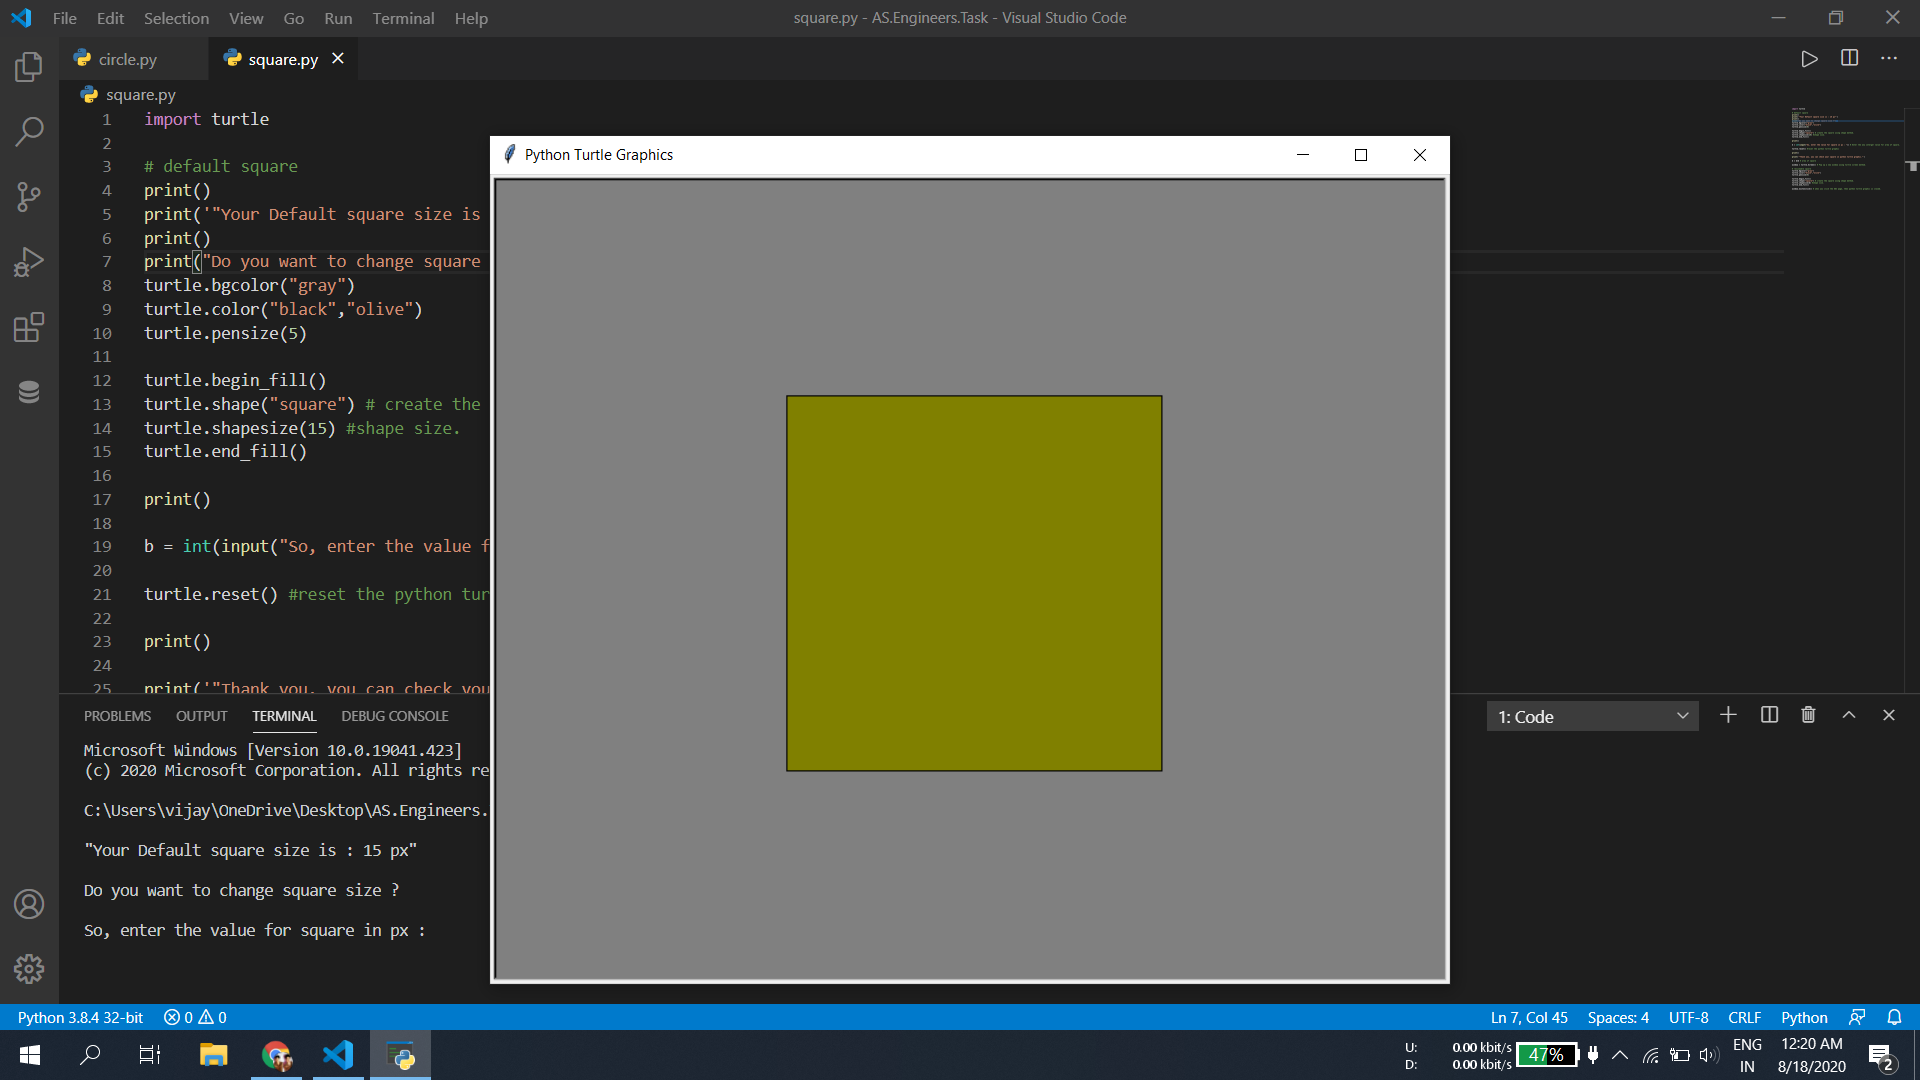 File Edit Selection View Go Run Terminal Help
square.py - AS.Engineers.Task - Visual Studio Code
circle.py
square.py
square.py
1 import turtle
2
3 # default square
4 print()
5 print('"Your Default square size is
6 print()
7 print("Do you want to change square
8 turtle.bgcolor("gray")
9 turtle.color("black","olive")
10 turtle.pensize(5)
11
12 turtle.begin_fill()
13 turtle.shape("square") # create the
14 turtle.shapesize(15) #shape size.
15 turtle.end_fill()
16
17 print()
18
19 b = int(input("So, enter the value f
20
21 turtle.reset() #reset the python tur
22
23 print()
24
25 print('"Thank you, you can check you
Python Turtle Graphics
PROBLEMS OUTPUT TERMINAL DEBUG CONSOLE
1: Code
Microsoft Windows [Version 10.0.19041.423]
(c) 2020 Microsoft Corporation. All rights re
C:\Users\vijay\OneDrive\Desktop\AS.Engineers.
"Your Default square size is : 15 px"
Do you want to change square size ?
So, enter the value for square in px :
Python 3.8.4 32-bit 0 0
Ln 7, Col 45 Spaces: 4 UTF-8 CRLF Python
U: 0.00 kbit/s
D: 0.00 kbit/s
47%
ENG
IN
12:20 AM
8/18/2020
2